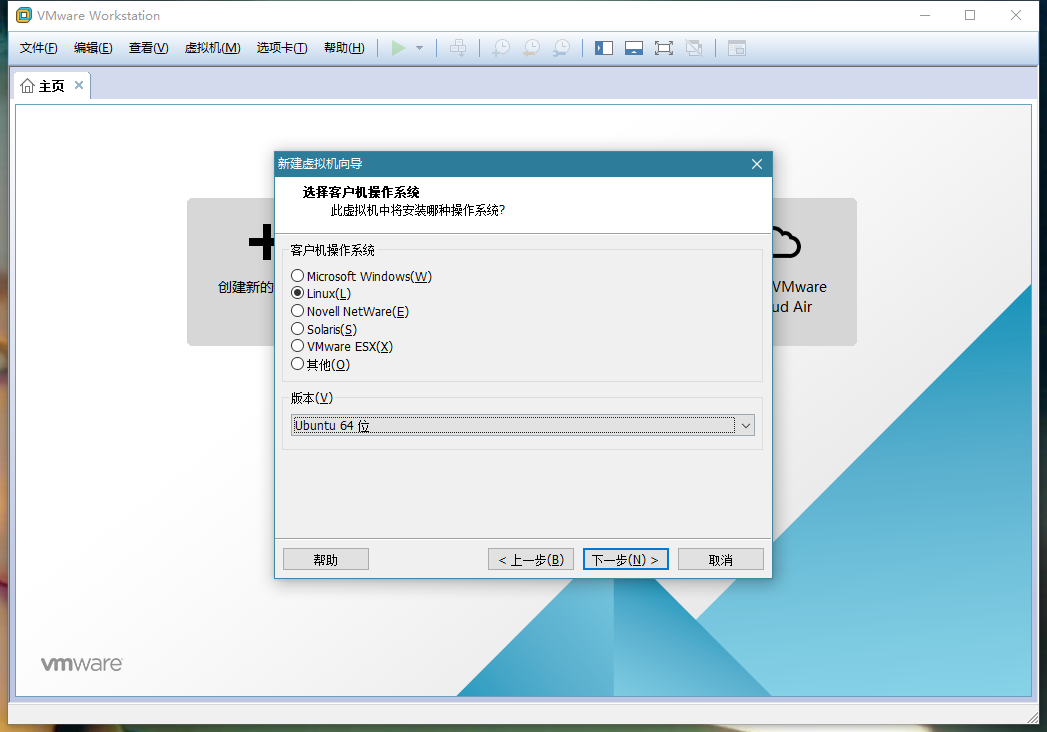 VMware Workstation
文件(F) 编辑(E) 查看(V) 虚拟机(M) 选项卡(T) 帮助(H)
主页
创建新的
VMware
ud Air
新建虚拟机向导
选择客户机操作系统
此虚拟机中将安装哪种操作系统?
客户机操作系统
Microsoft Windows(W)
Linux(L)
Novell NetWare(E)
Solaris(S)
VMware ESX(X)
其他(O)
版本(V)
Ubuntu 64 位
帮助 < 上一步(B) 下一步(N) > 取消
vmware